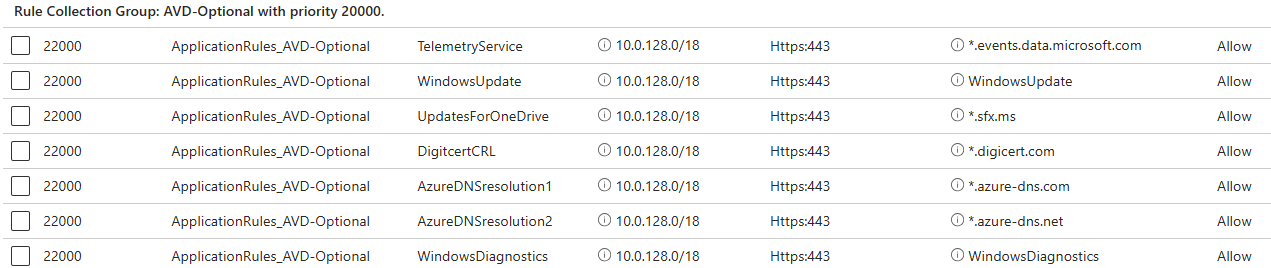 Rule Collection Group: AVD-Optional with priority 20000.
22000 ApplicationRules_AVD-Optional TelemetryService 10.0.128.0/18 Https:443 *.events.data.microsoft.com Allow
22000 ApplicationRules_AVD-Optional WindowsUpdate 10.0.128.0/18 Https:443 WindowsUpdate Allow
22000 ApplicationRules_AVD-Optional UpdatesForOneDrive 10.0.128.0/18 Https:443 *.sfx.ms Allow
22000 ApplicationRules_AVD-Optional DigitcertCRL 10.0.128.0/18 Https:443 *.digicert.com Allow
22000 ApplicationRules_AVD-Optional AzureDNSresolution1 10.0.128.0/18 Https:443 *.azure-dns.com Allow
22000 ApplicationRules_AVD-Optional AzureDNSresolution2 10.0.128.0/18 Https:443 *.azure-dns.net Allow
22000 ApplicationRules_AVD-Optional WindowsDiagnostics 10.0.128.0/18 Https:443 WindowsDiagnostics Allow